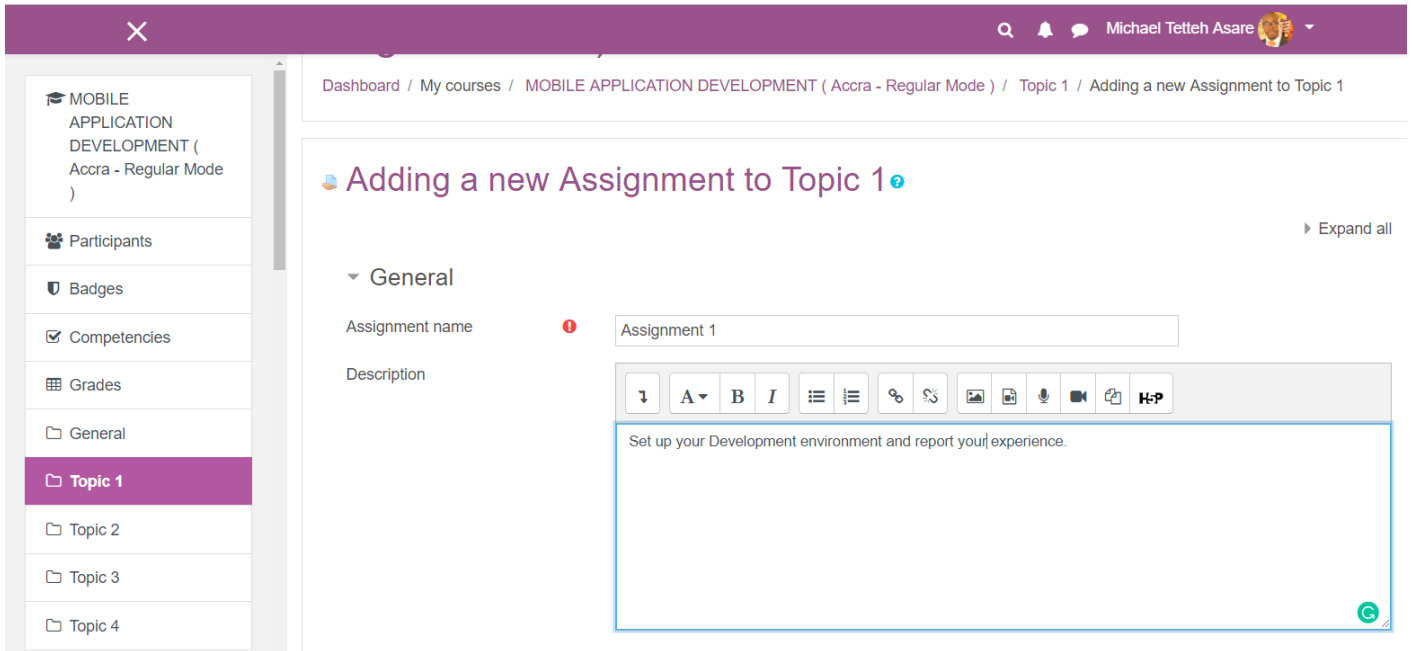 Michael Tetteh Asare
MOBILE
APPLICATION
DEVELOPMENT (
Accra - Regular Mode
)
Participants
Badges
Competencies
Grades
General
Topic 1
Topic 2
Topic 3
Topic 4
Dashboard / My courses / MOBILE APPLICATION DEVELOPMENT ( Accra - Regular Mode ) / Topic 1 / Adding a new Assignment to Topic 1
Adding a new Assignment to Topic 1
Expand all
General
Assignment name
Assignment 1
Description
A B I H5P
Set up your Development environment and report your experience.